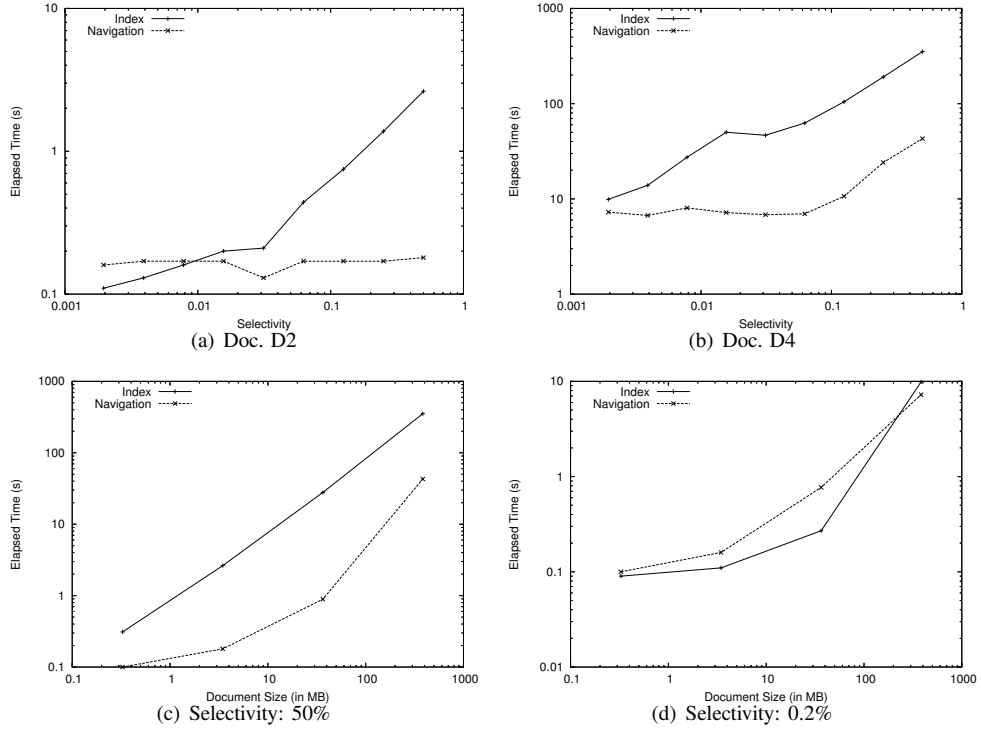 10
1
0.1
0.001
0.01
0.1
1
Elapsed Time (s)
Selectivity
Index
Navigation
(a) Doc. D2
1000
100
10
1
0.001
0.01
0.1
1
Elapsed Time (s)
Selectivity
Index
Navigation
(b) Doc. D4
1000
100
10
1
0.1
0.1
1
10
100
1000
Elapsed Time (s)
Document Size (in MB)
Index
Navigation
(c) Selectivity: 50%
10
1
0.1
0.01
0.1
1
10
100
1000
Elapsed Time (s)
Document Size (in MB)
Index
Navigation
(d) Selectivity: 0.2%